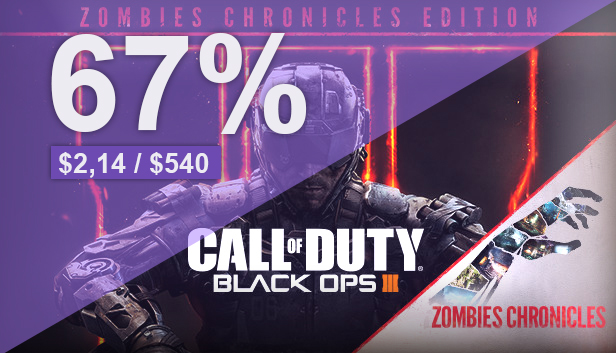 ZOMBIES CHRONICLES EDITION
67%
$2,14 / $540
CALL OF DUTY®
BLACK OPS III
ZOMBIES CHRONICLES